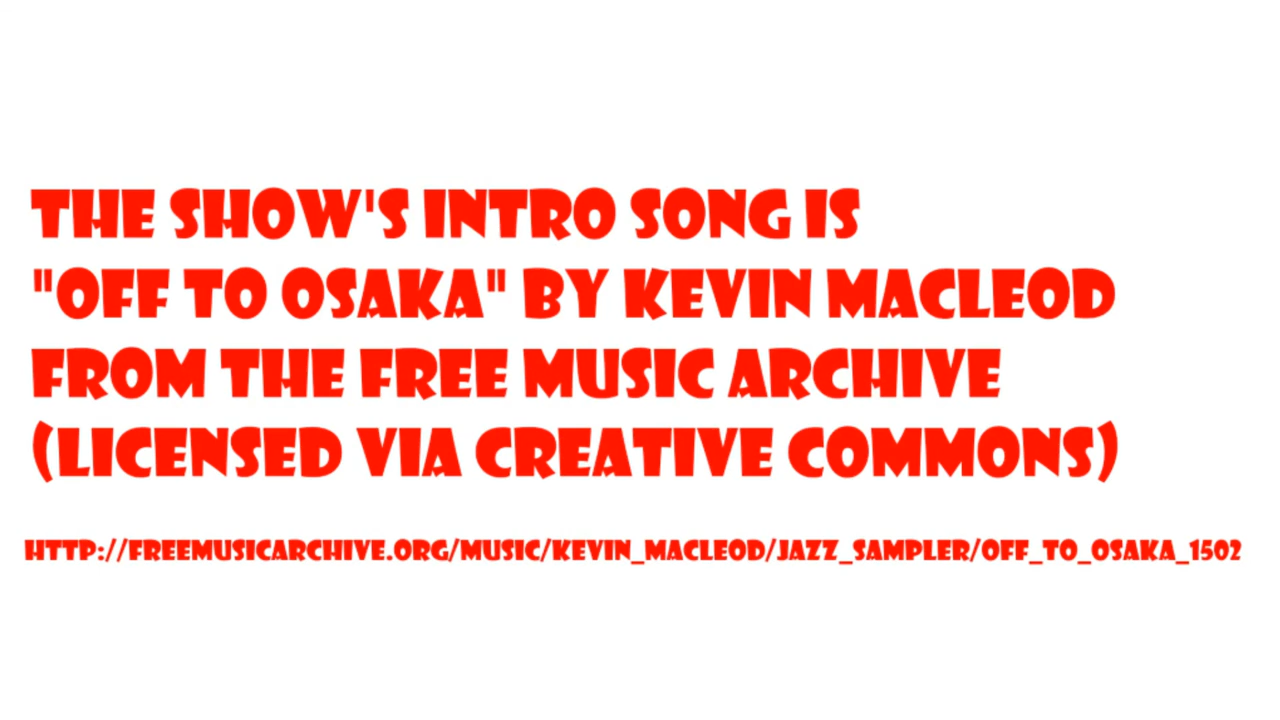 THE SHOW'S INTRO SONG IS
"OFF TO OSAKA" BY KEVIN MACLEOD
FROM THE FREE MUSIC ARCHIVE
(LICENSED VIA CREATIVE COMMONS)
HTTP://FREEMUSICARCHIVE.ORG/MUSIC/KEVIN_MACLEOD/JAZZ_SAMPLER/OFF_TO_OSAKA_1502